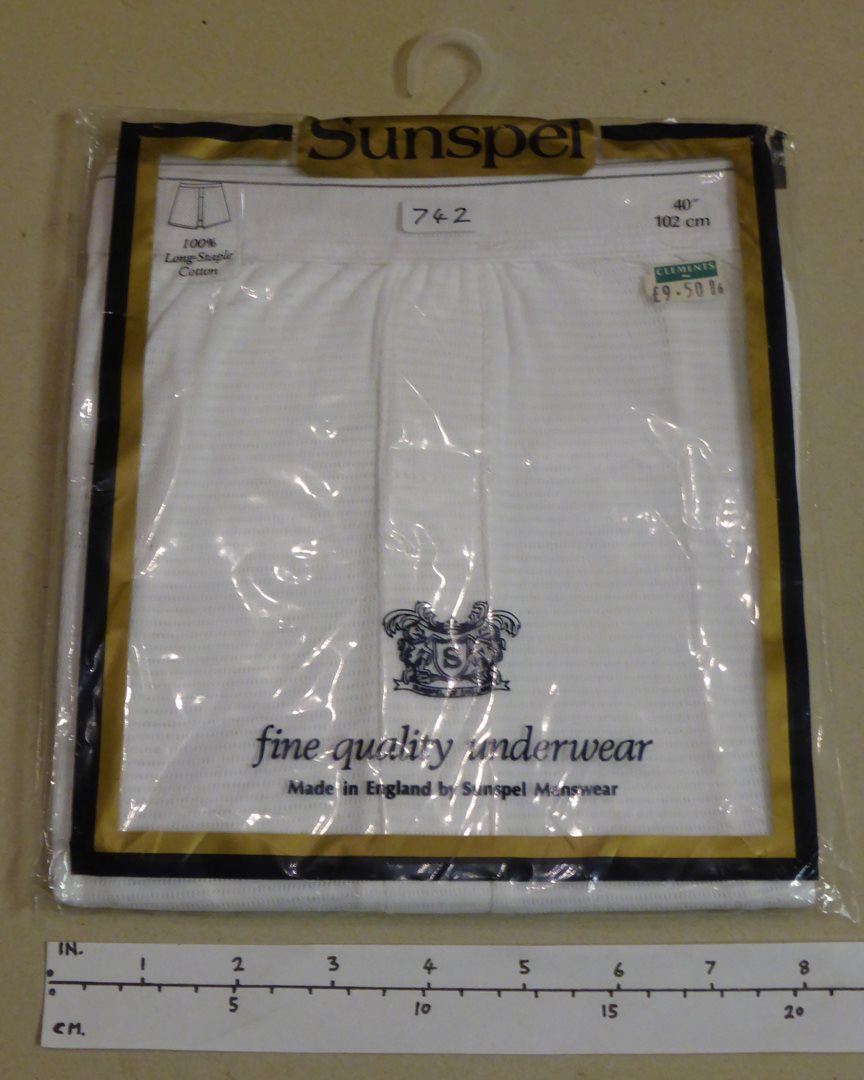 Sunspel
742
40"
102 cm
100%
Long-Staple
Cotton
CLEMENTS
£9-50
S
fine quality underwear
Made in England by Sunspel Menswear
IN.
1 2 3 4 5 6 7 8
0
5 10 15 20
CM.